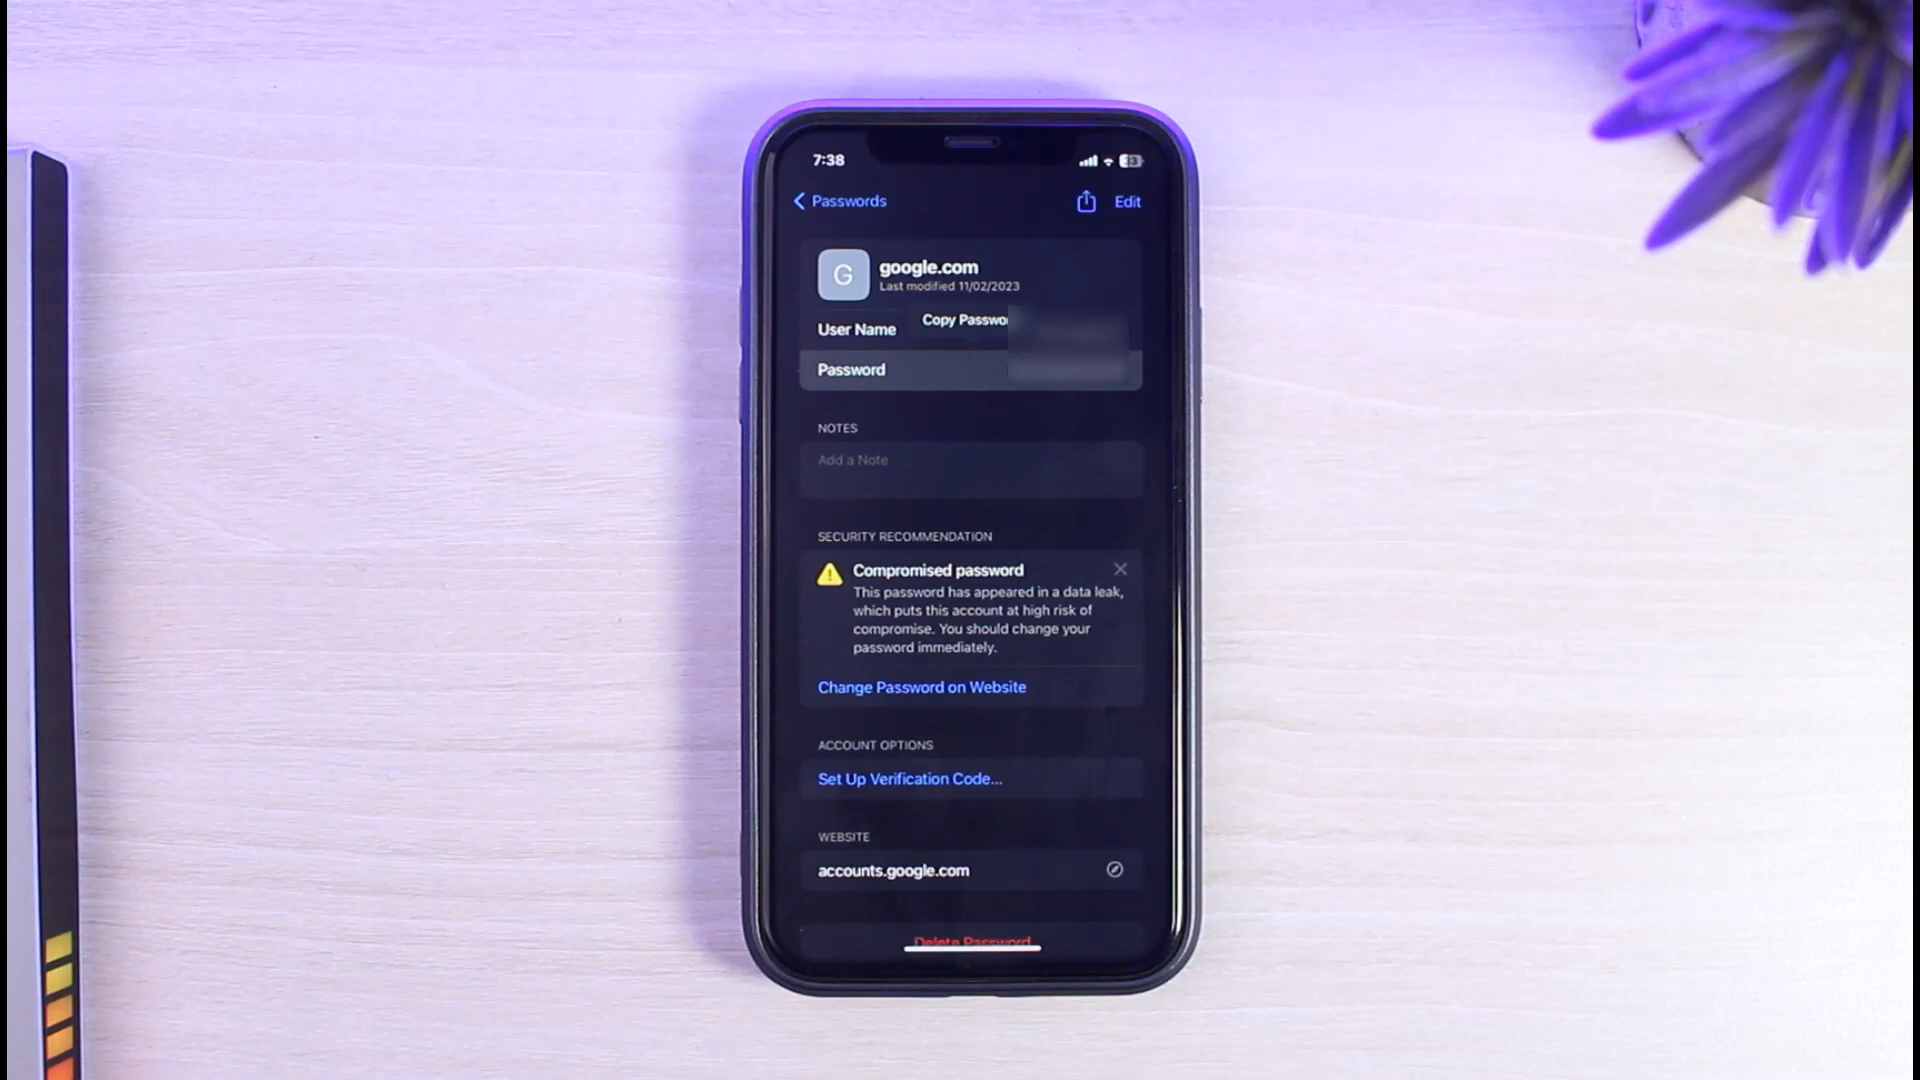 7:38
33
Passwords
Edit
G
google.com
Last modified 11/02/2023
Copy
User Name
Password
NOTES
Add a Note
SECURITY RECOMMENDATION
Compromised password
This password has appeared in a data leak,
which puts this account at high risk of
compromise. You should change your
password immediately.
Change Password on Website
ACCOUNT OPTIONS
Set Up Verification Code...
WEBSITE
accounts.google.com
Delete Password